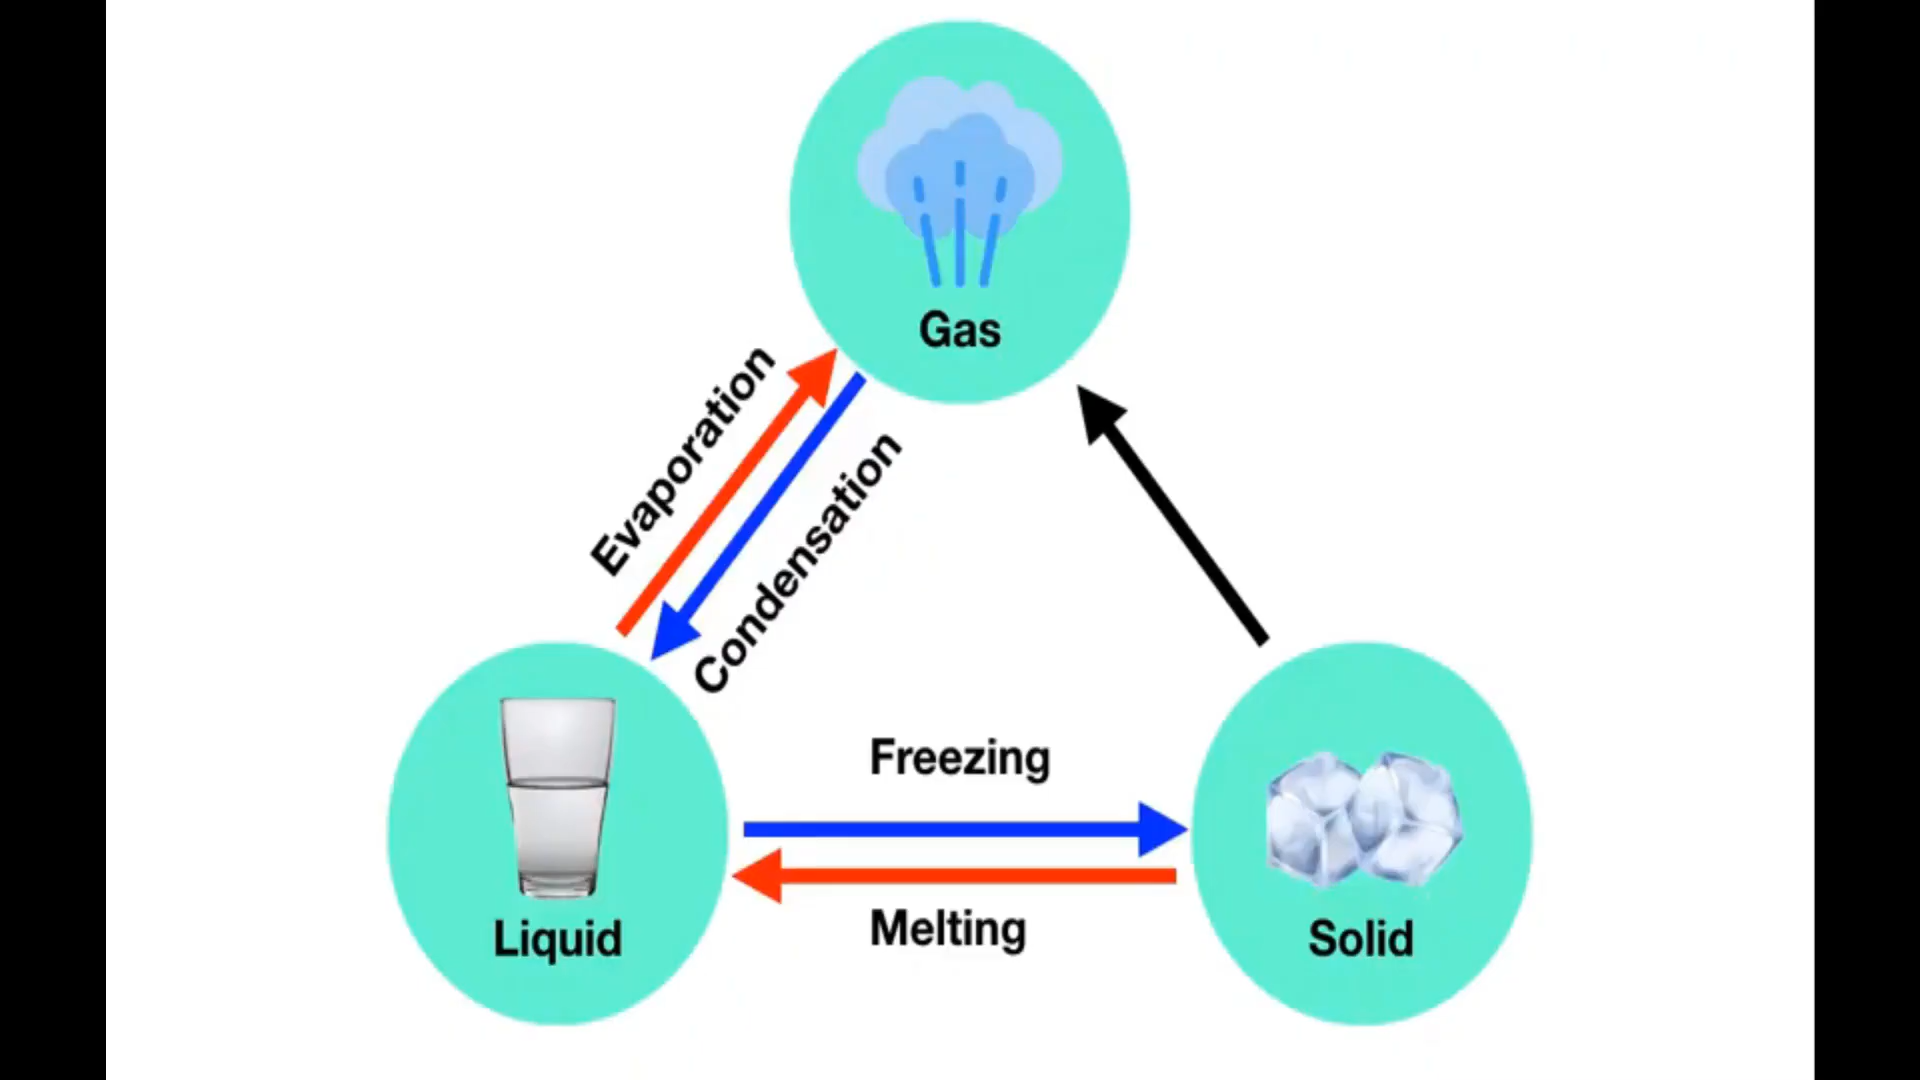 Gas
Evaporation
Condensation
Freezing
Melting
Liquid
Solid